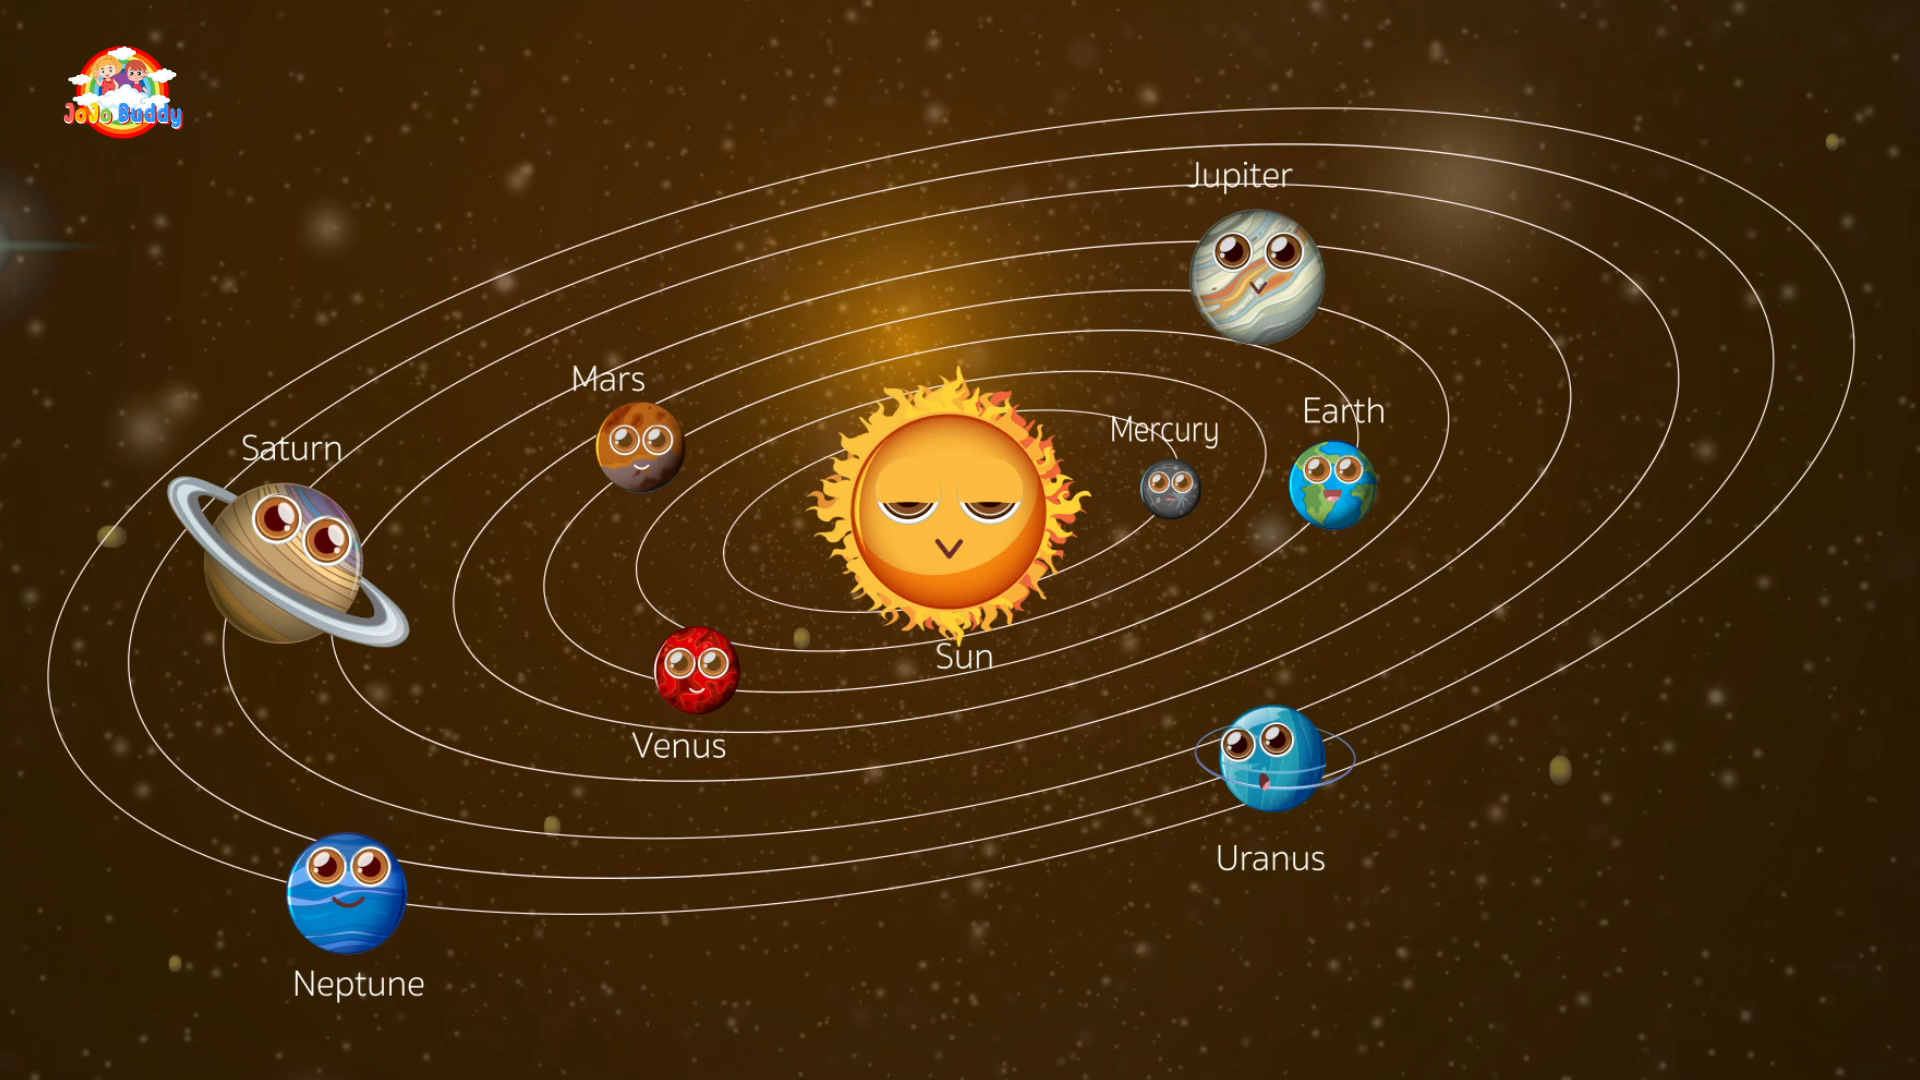 JoJo Buddy
Jupiter
Mars
Earth
Mercury
Saturn
Sun
Venus
Uranus
Neptune